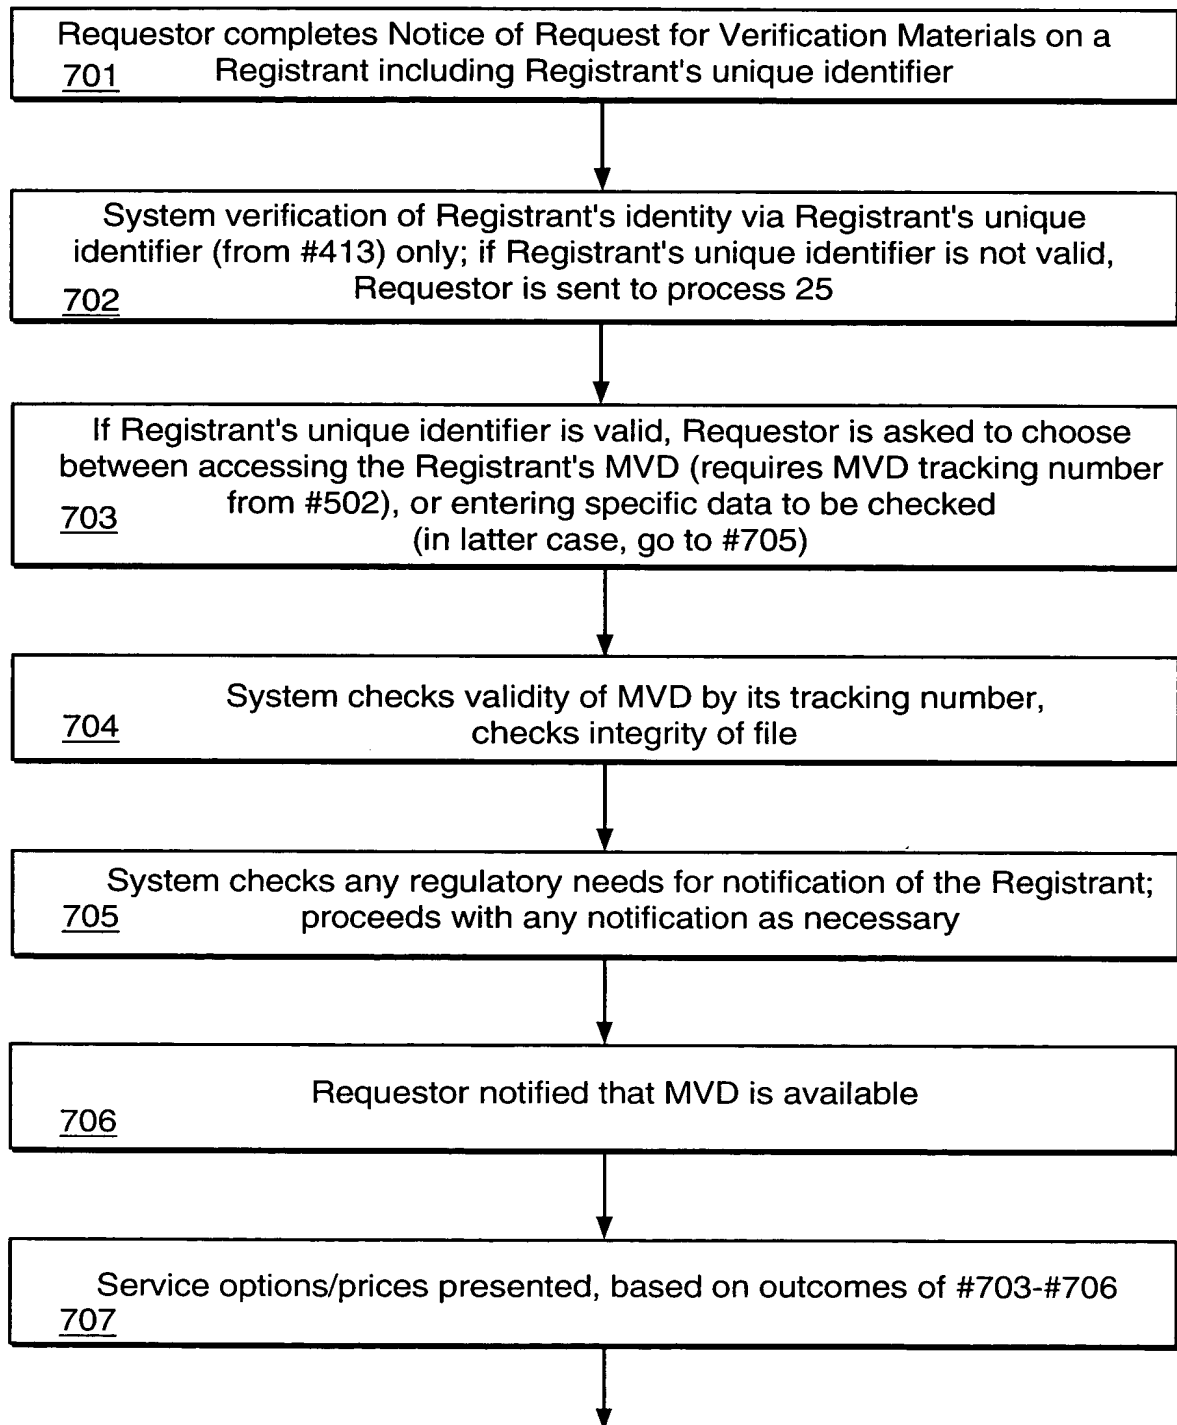 Requestor completes Notice of Request for Verification Materials on a
Registrant including Registrant's unique identifier
701
System verification of Registrant's identity via Registrant's unique
identifier (from #413) only; if Registrant's unique identifier is not valid,
Requestor is sent to process 25
702
If Registrant's unique identifier is valid, Requestor is asked to choose
between accessing the Registrant's MVD (requires MVD tracking number
from #502), or entering specific data to be checked
703
(in latter case, go to #705)
System checks validity of MVD by its tracking number,
704
checks integrity of file
System checks any regulatory needs for notification of the Registrant;
705
proceeds with any notification as necessary
Requestor notified that MVD is available
706
Service options/prices presented, based on outcomes of #703-#706
707